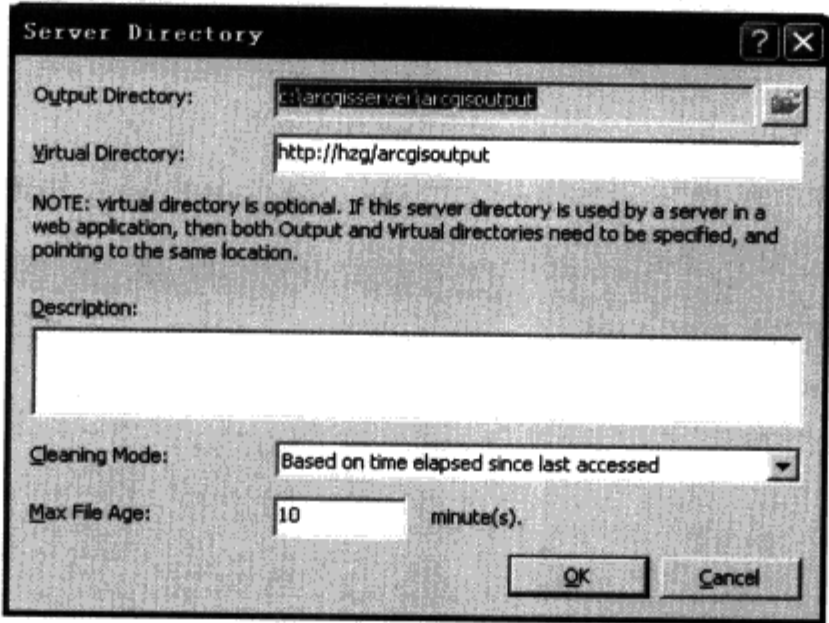 Server Directory
Output Directory: c:\arcgisserver\arcgisoutput
Virtual Directory: http://hzg/arcgisoutput
NOTE: virtual directory is optional. If this server directory is used by a server in a
web application, then both Output and Virtual directories need to be specified, and
pointing to the same location.
Description:
Cleaning Mode: Based on time elapsed since last accessed
Max File Age: 10 minute(s).
OK Cancel